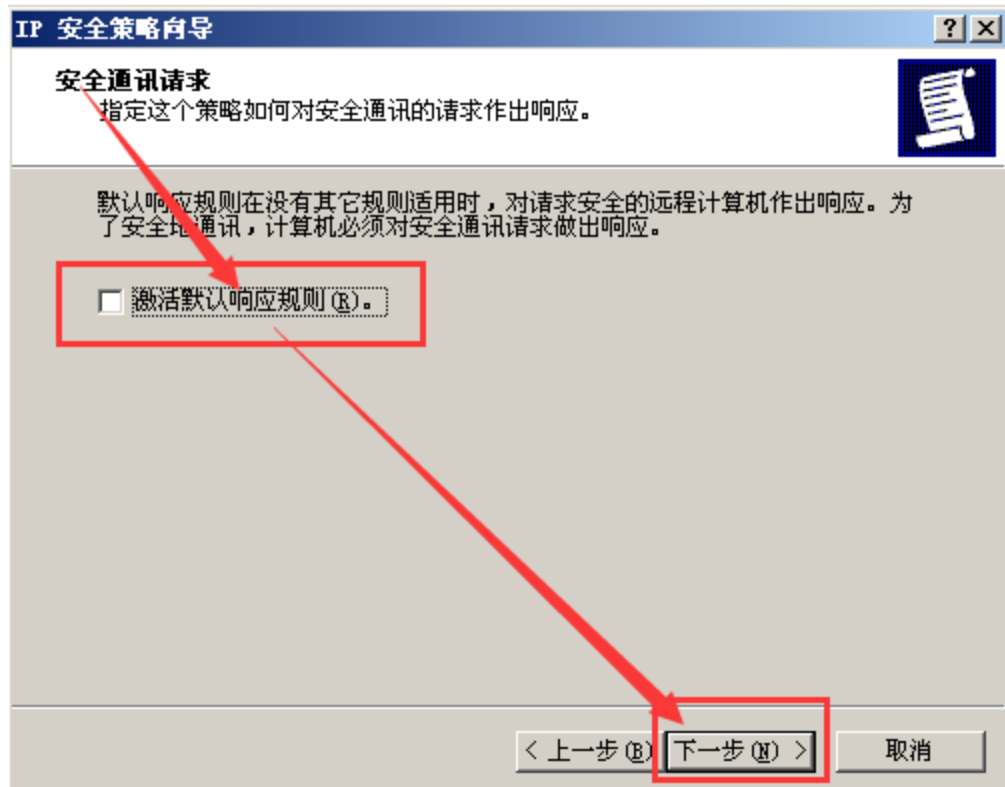 IP 安全策略向导
安全通讯请求
指定这个策略如何对安全通讯的请求作出响应。
默认响应规则在没有其它规则适用时，对请求安全的远程计算机作出响应。为
了安全地通讯，计算机必须对安全通讯请求做出响应。
激活默认响应规则(R)。
< 上一步(B) 下一步(N) > 取消